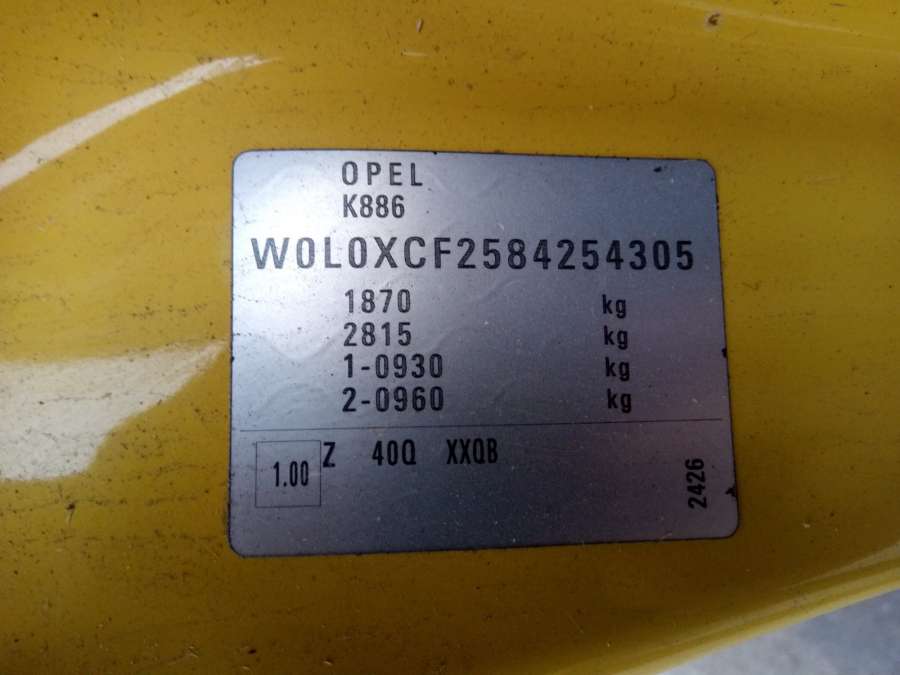 OPEL
K886
W0L0XCF2584254305
1870 kg
2815 kg
1-0930 kg
2-0960 kg
1.00 Z 40Q XXQB
2426